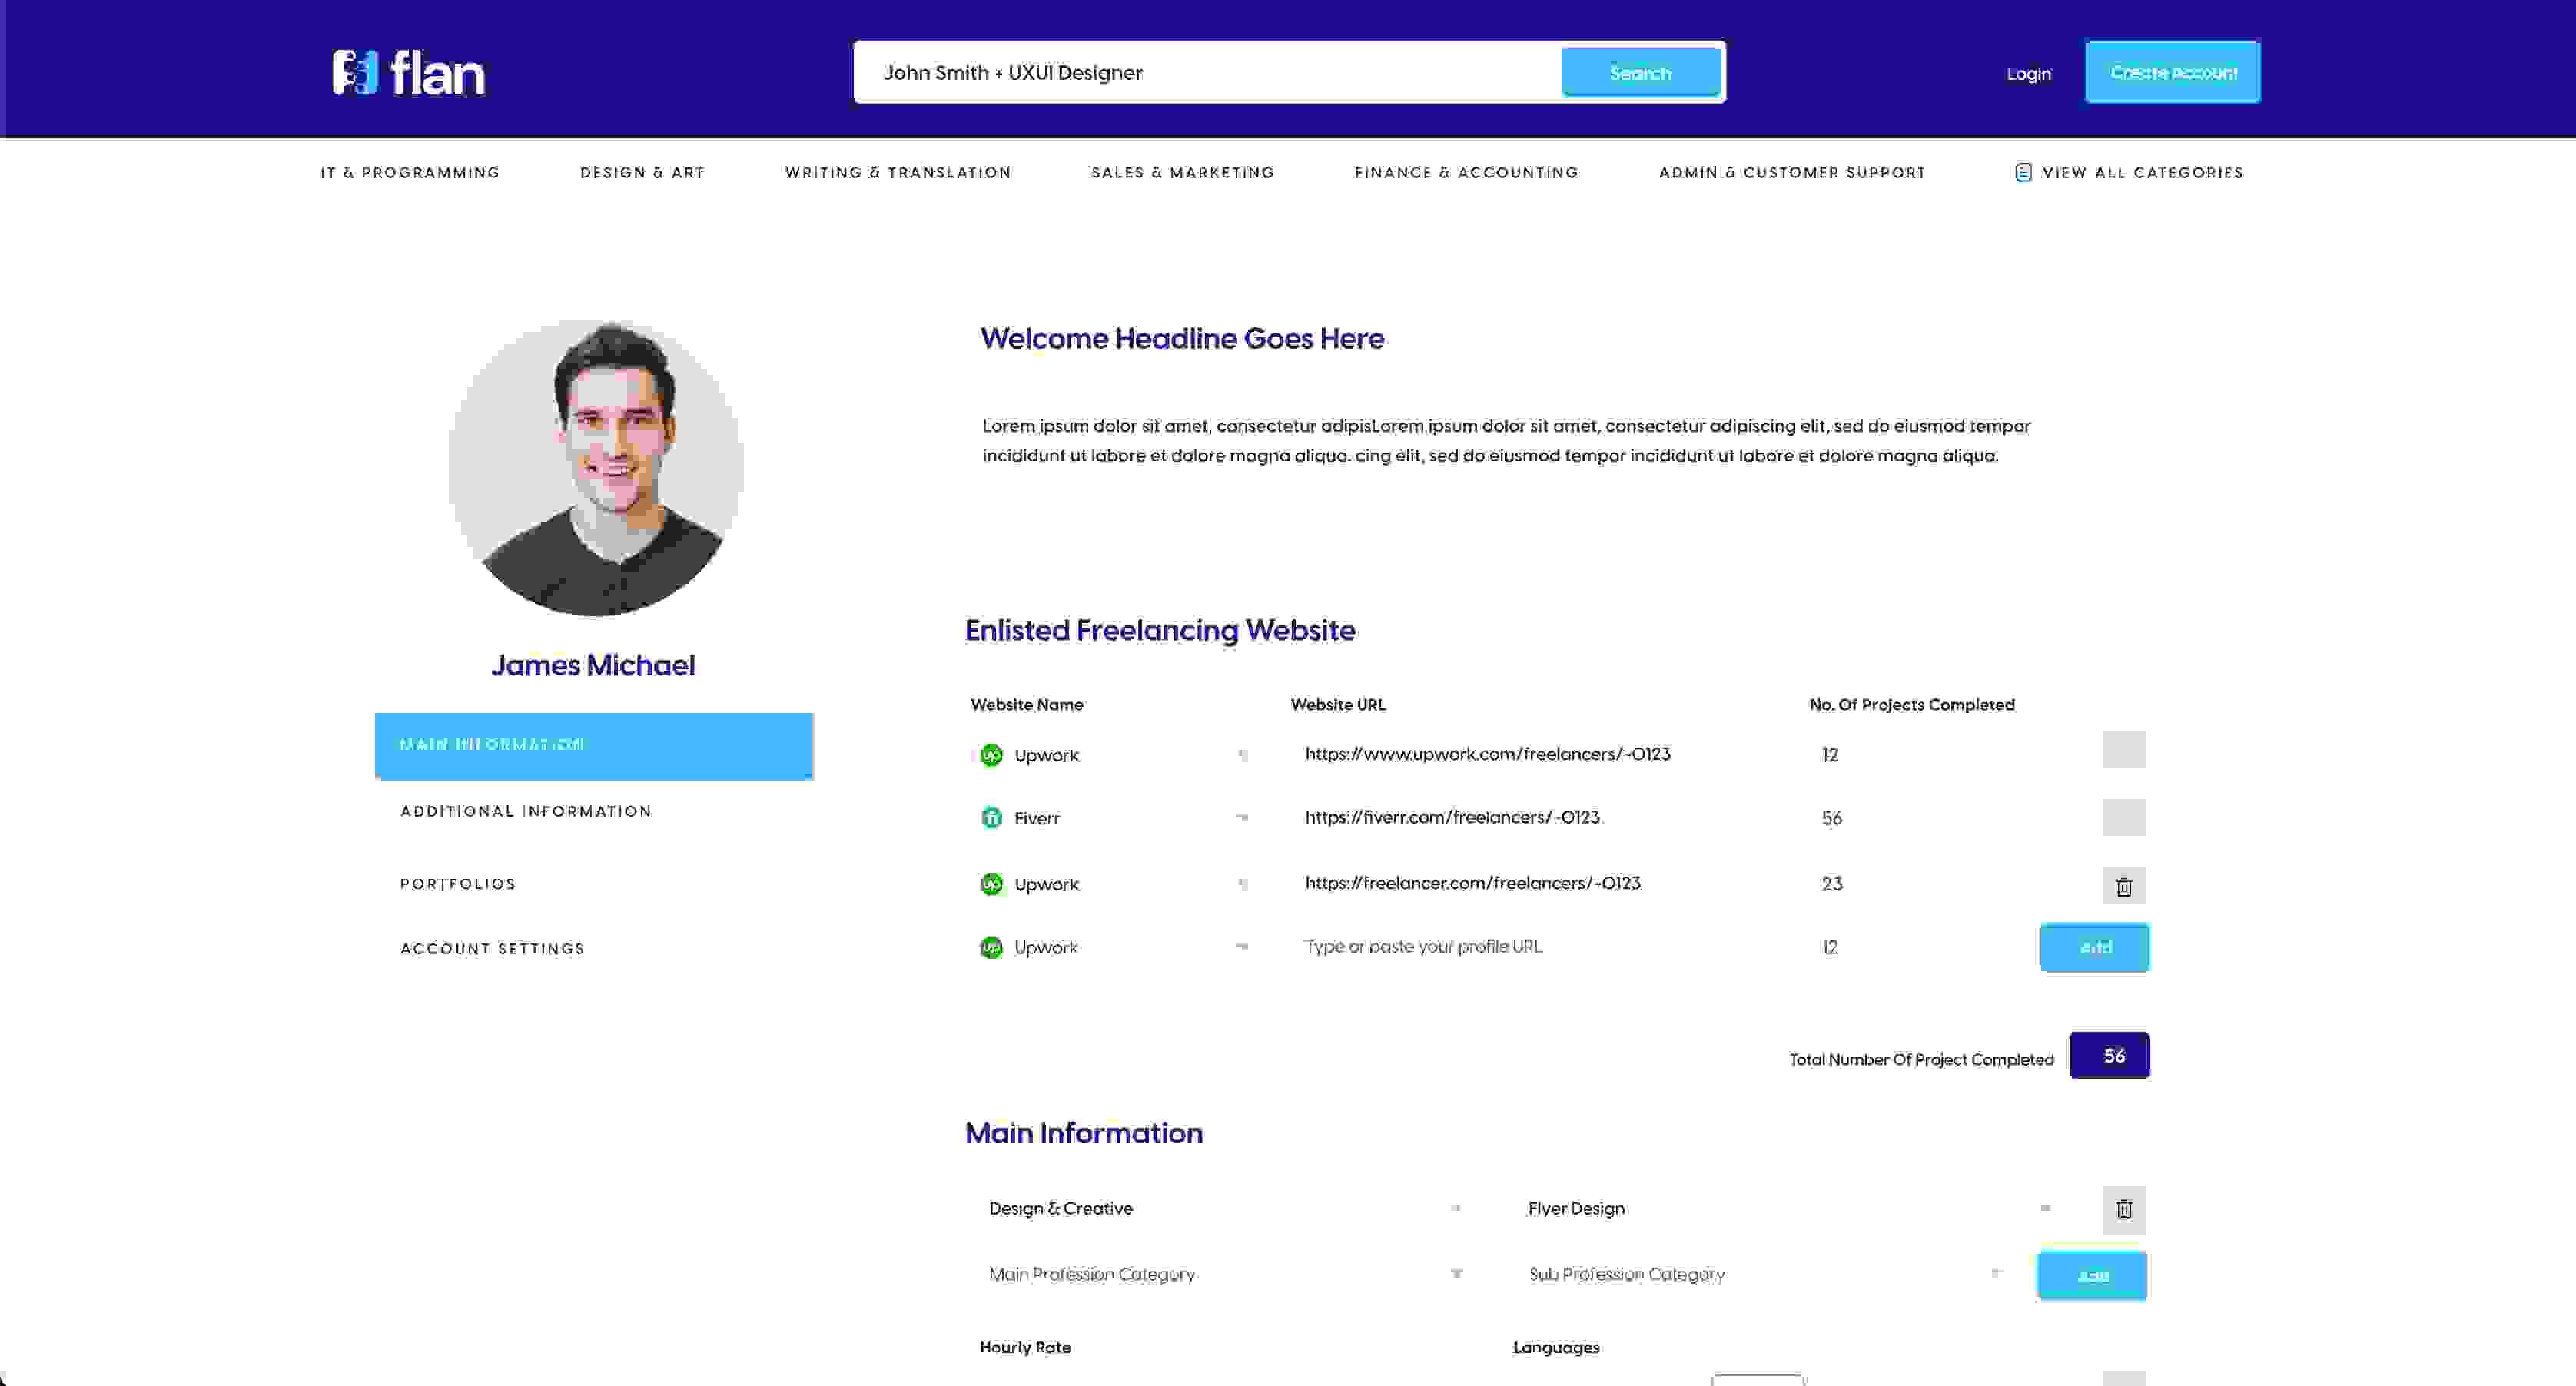 flan
John Smith + UXUI Designer
Search
Login
Create Account
IT & PROGRAMMING
DESIGN & ART
WRITING & TRANSLATION
SALES & MARKETING
FINANCE & ACCOUNTING
ADMIN & CUSTOMER SUPPORT
VIEW ALL CATEGORIES
James Michael
MAIN INFORMATION
ADDITIONAL INFORMATION
PORTFOLIOS
ACCOUNT SETTINGS
Welcome Headline Goes Here
Lorem ipsum dolor sit amet, consectetur adipisLorem ipsum dolor sit amet, consectetur adipiscing elit, sed do eiusmod tempor
incididunt ut labore et dolore magna aliqua. cing elit, sed do eiusmod tempor incididunt ut labore et dolore magna aliqua.
Enlisted Freelancing Website
Website Name Website URL No. Of Projects Completed
up Upwork https://www.upwork.com/freelancers/~0123 12
fi Fiverr https://fiverr.com/freelancers/~0123 56
up Upwork https://freelancer.com/freelancers/~0123 23
up Upwork Type or paste your profile URL 12 Add
Total Number Of Project Completed 56
Main Information
Design & Creative Flyer Design
Main Profession Category Sub Profession Category Add
Hourly Rate Languages